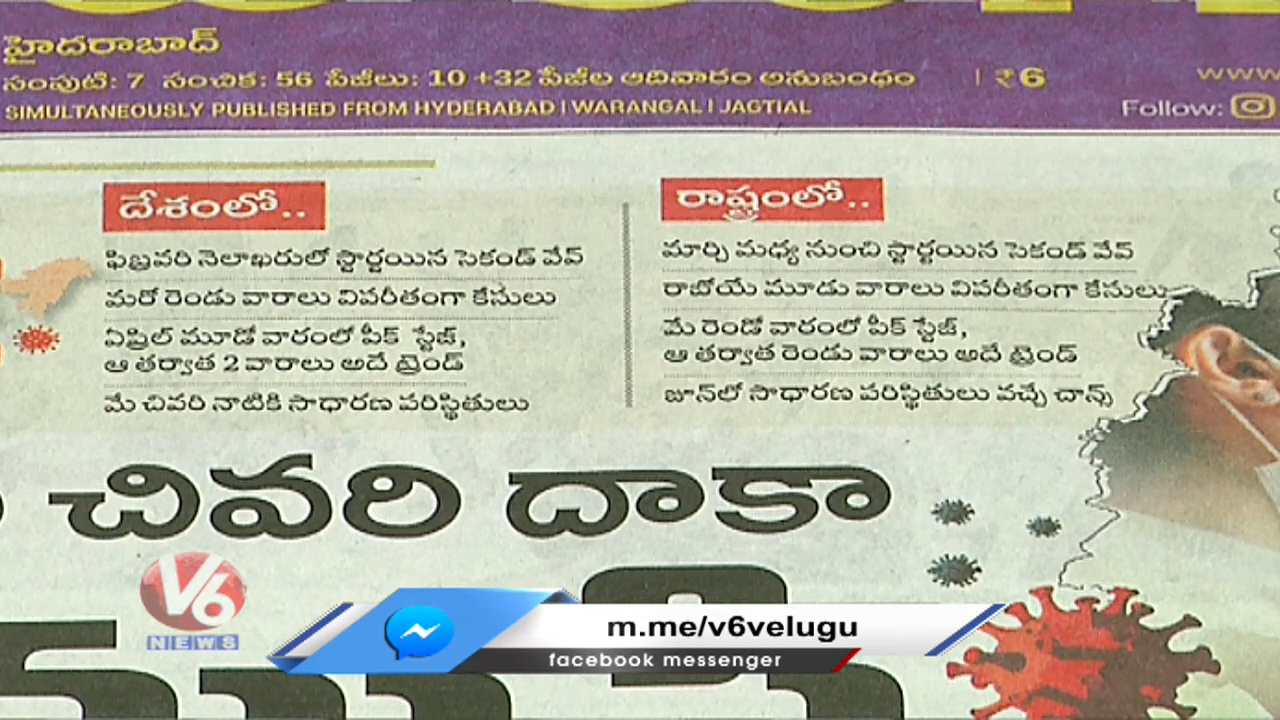 హైదరాబాద్
సంపుటి: 7 సంచిక: 56 పేజీలు: 10 +32 పేజీల ఆదివారం అనుబంధం | ₹6
www
SIMULTANEOUSLY PUBLISHED FROM HYDERABAD | WARANGAL | JAGTIAL
Follow:
దేశంలో..
ఫిబ్రవరి నెలాఖరులో స్టార్టయిన సెకండ్ వేవ్
మరో రెండు వారాలు విపరీతంగా కేసులు
ఏప్రిల్ మూడో వారంలో పీక్ స్టేజ్,
ఆ తర్వాత 2 వారాలు అదే ట్రెండ్
మే చివరి నాటికి సాధారణ పరిస్థితులు
రాష్ట్రంలో..
మార్చి మధ్య నుంచి స్టార్టయిన సెకండ్ వేవ్
రాబోయే మూడు వారాలు విపరీతంగా కేసులు
మే రెండో వారంలో పీక్ స్టేజ్,
ఆ తర్వాత రెండు వారాలు అదే ట్రెండ్
జూన్‌లో సాధారణ పరిస్థితులు వచ్చే చాన్స్
చివరి దాకా
V6
NEWS
m.me/v6velugu
facebook messenger